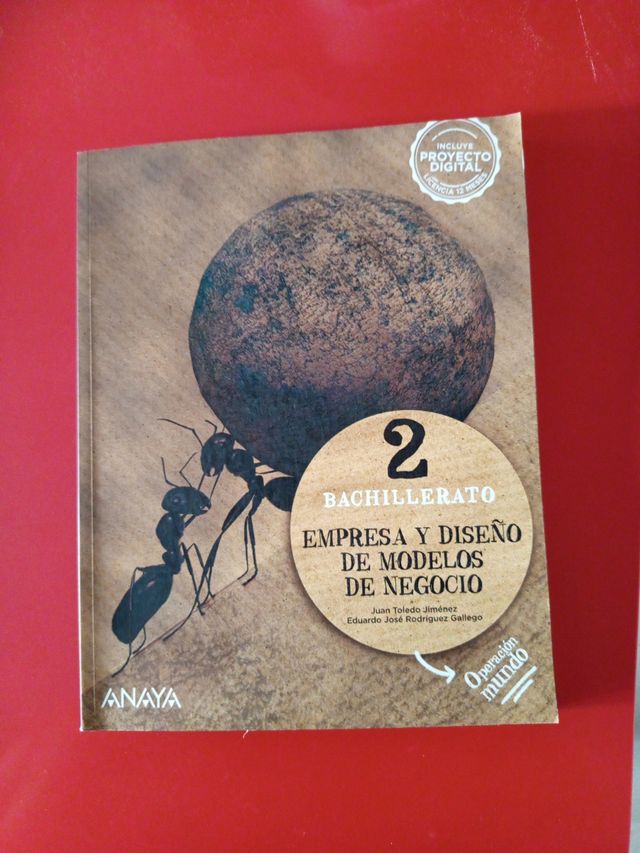 INCLUYE
PROYECTO
DIGITAL
LICENCIA 12 MESES
2
BACHILLERATO
EMPRESA Y DISEÑO
DE MODELOS
DE NEGOCIO
Juan Toledo Jiménez
Eduardo José Rodríguez Gallego
Operación
mundo
ANAYA